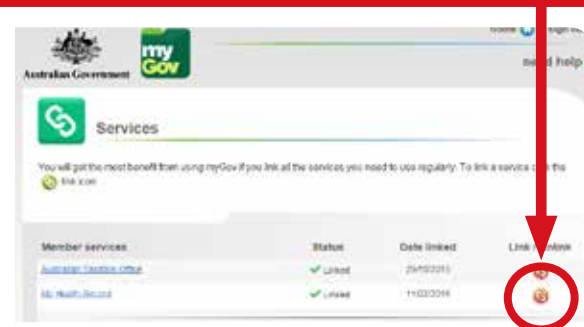 my
Gov
Australian Government
need help
Services
You will get the most benefit from using myGov if you link all the services you need to use regularly. To link a service click the
link icon
Member services Status Date linked Link / Unlink
Australian Taxation Office Linked
My Health Record Linked